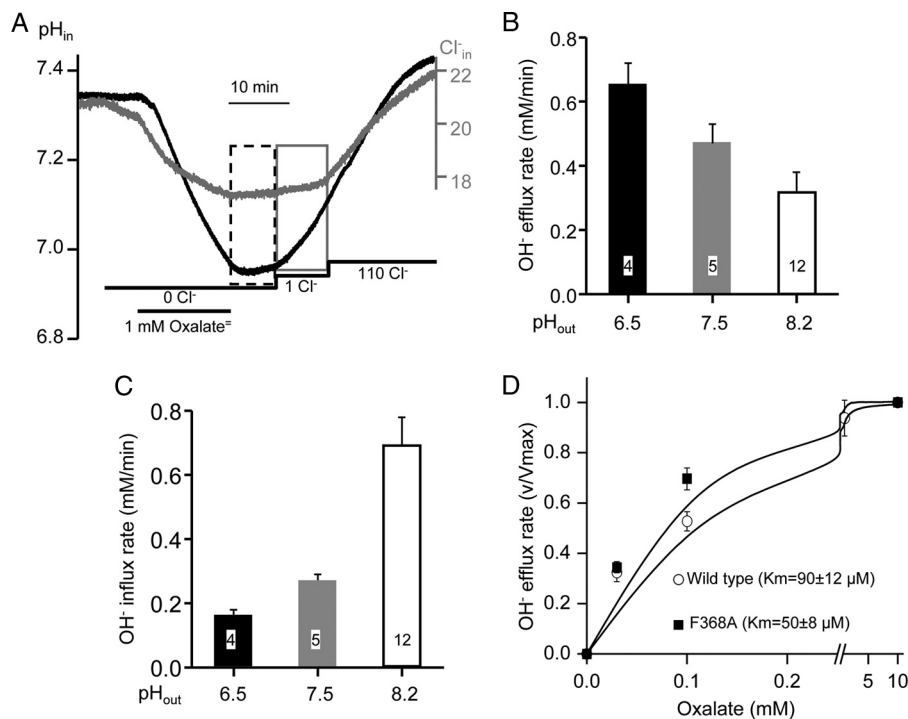 A
pH_in
7.4
7.2
7.0
6.8
10 min
Cl⁻_in
22
20
18
0 Cl⁻
1 Cl⁻
110 Cl⁻
1 mM Oxalate⁼
B
OH⁻ efflux rate (mM/min)
0.8
0.6
0.4
0.2
0.0
4
5
12
pH_out
6.5
7.5
8.2
C
OH⁻ influx rate (mM/min)
0.8
0.6
0.4
0.2
0.0
4
5
12
pH_out
6.5
7.5
8.2
D
OH⁻ efflux rate (v/Vmax)
1.0
0.8
0.6
0.4
0.2
0.0
Wild type (Km=90±12 µM)
F368A (Km=50±8 µM)
0.0
0.1
0.2
5
10
Oxalate (mM)